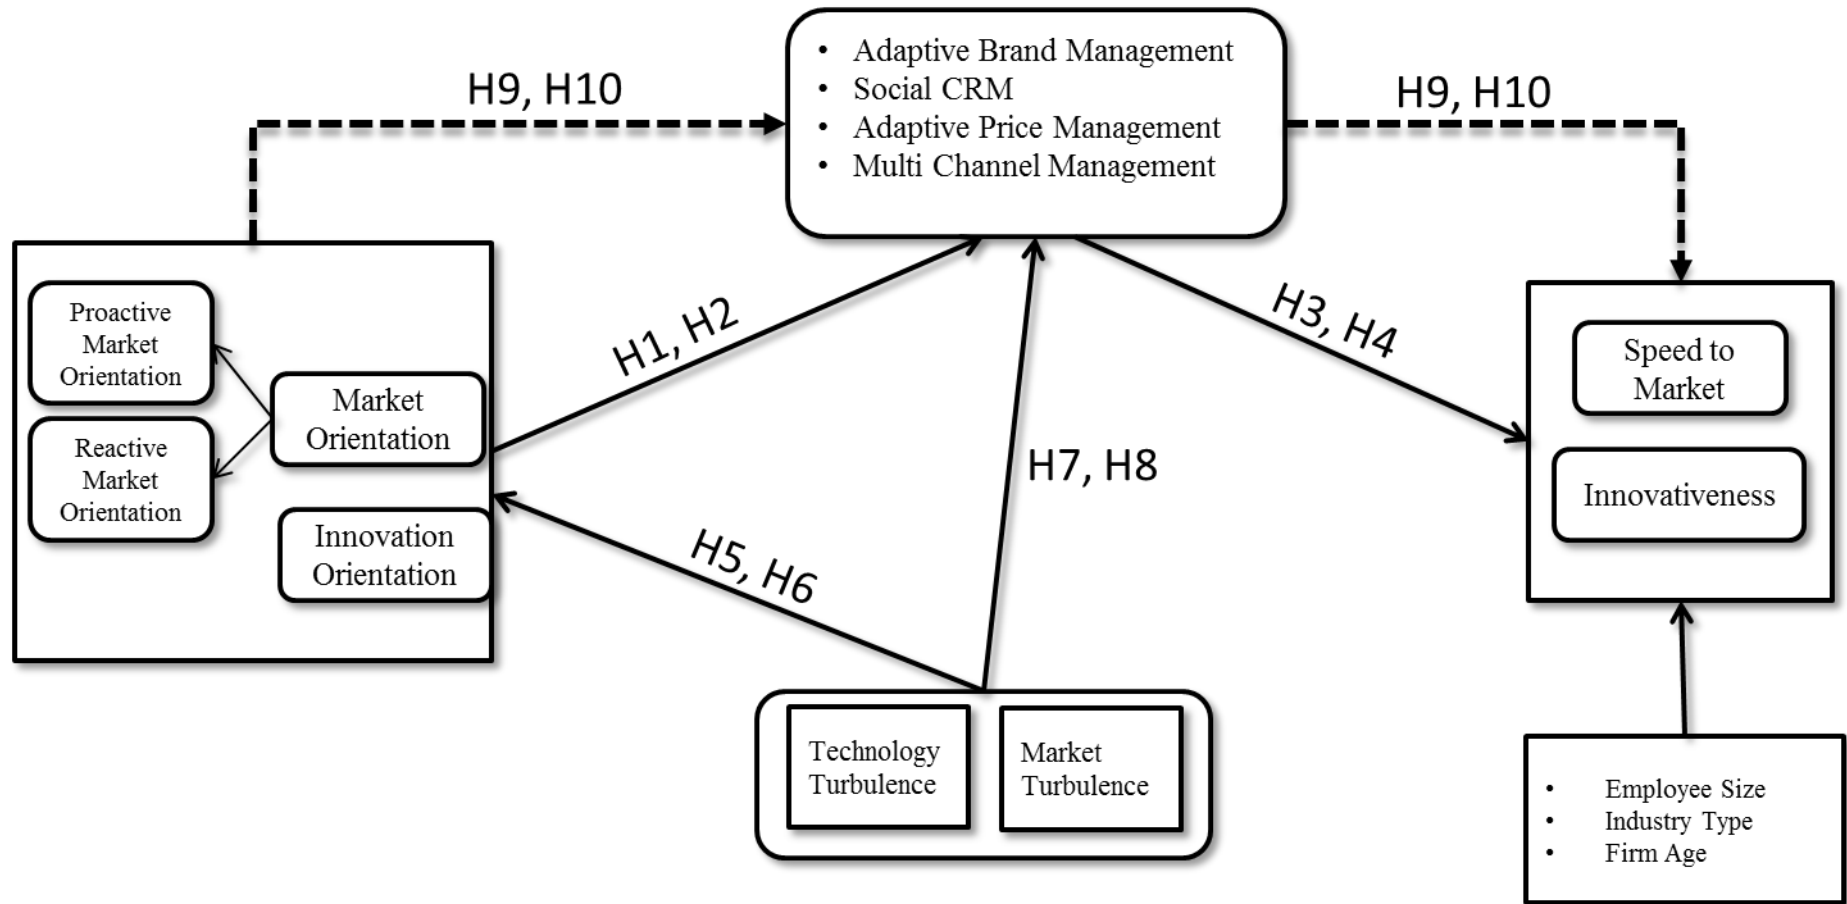 • Adaptive Brand Management
• Social CRM
• Adaptive Price Management
• Multi Channel Management
H9, H10
H9, H10
Proactive
Market
Orientation
Reactive
Market
Orientation
Market
Orientation
Innovation
Orientation
H1, H2
H3, H4
H5, H6
H7, H8
Speed to
Market
Innovativeness
Technology
Turbulence
Market
Turbulence
• Employee Size
• Industry Type
• Firm Age